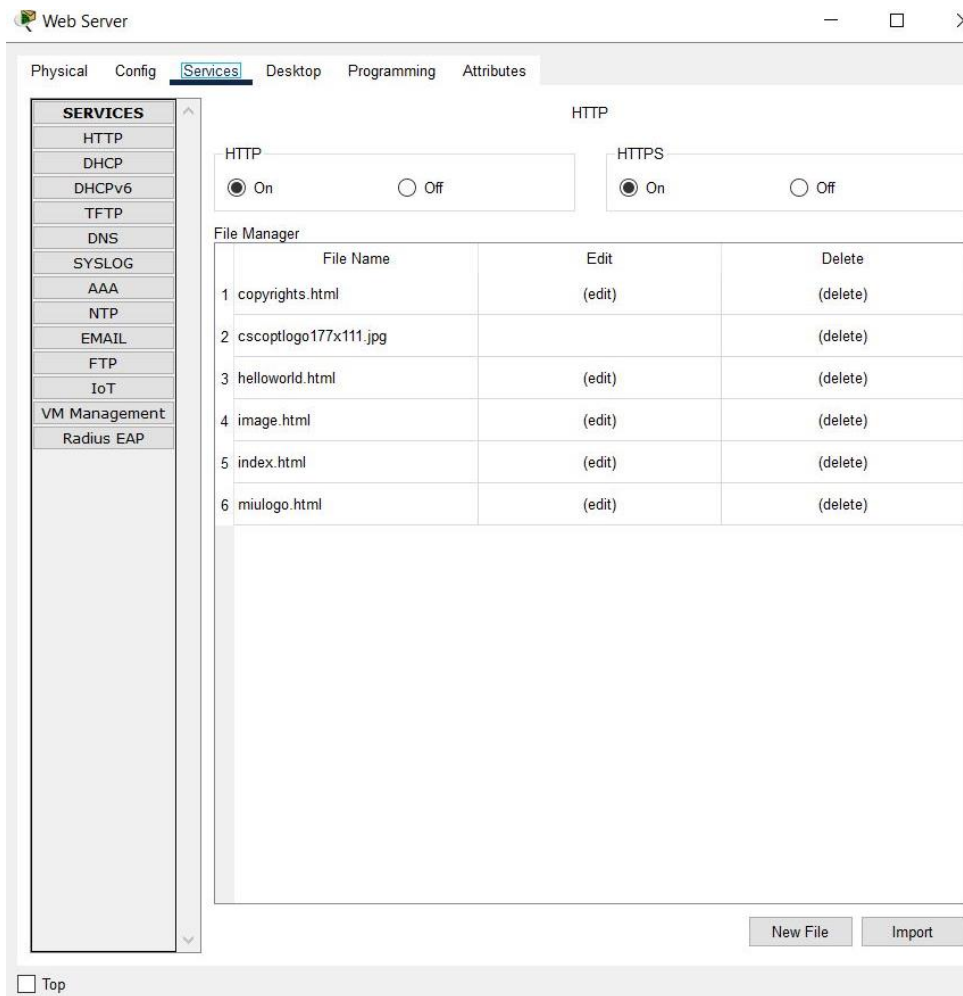 Web Server
Physical Config Services Desktop Programming Attributes
SERVICES
HTTP
DHCP
DHCPv6
TFTP
DNS
SYSLOG
AAA
NTP
EMAIL
FTP
IoT
VM Management
Radius EAP
HTTP
HTTP
On Off
HTTPS
On Off
File Manager
File Name Edit Delete
1 copyrights.html (edit) (delete)
2 cscoptlogo177x111.jpg (delete)
3 helloworld.html (edit) (delete)
4 image.html (edit) (delete)
5 index.html (edit) (delete)
6 miulogo.html (edit) (delete)
New File Import
Top